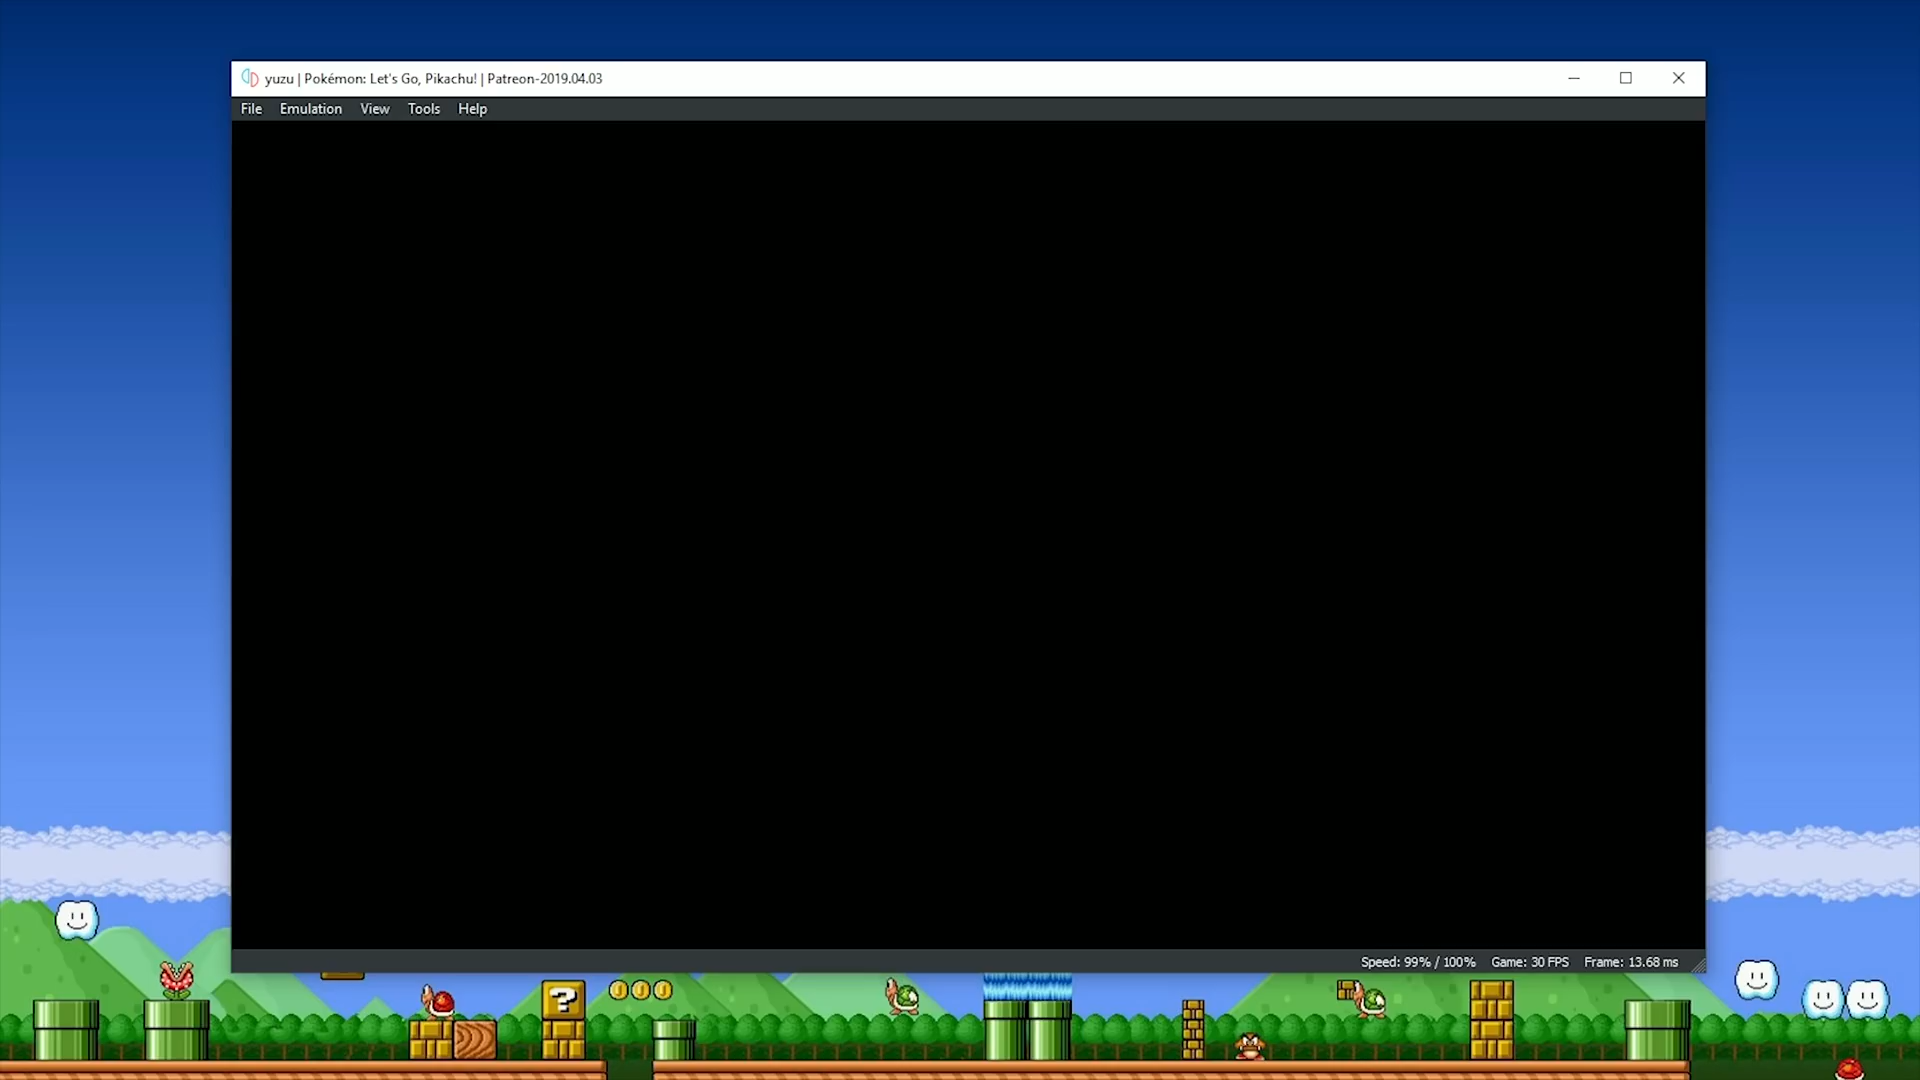 yuzu | Pokémon: Let's Go, Pikachu! | Patreon-2019.04.03
File Emulation View Tools Help
Speed: 99% / 100% Game: 30 FPS Frame: 13.68 ms
?